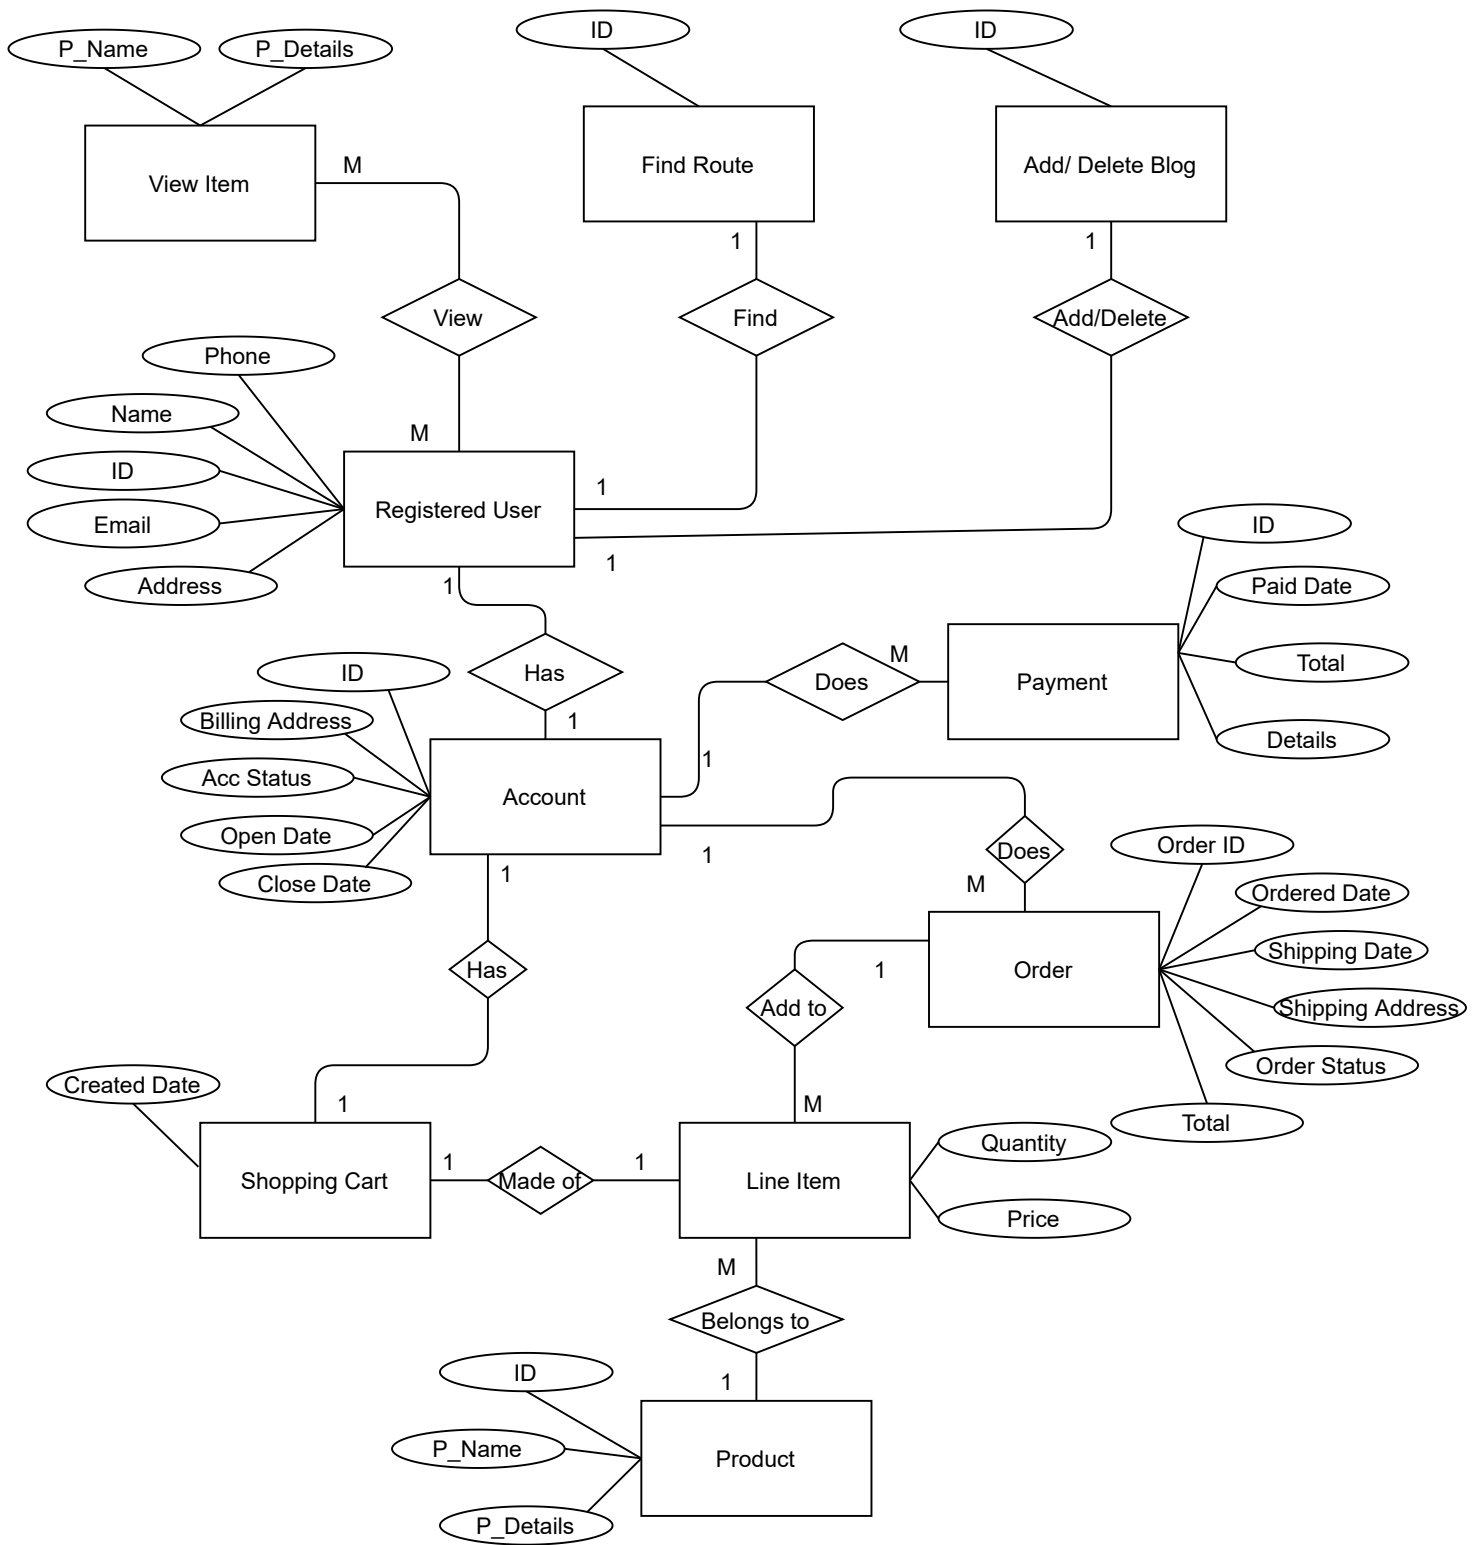 ID
ID
P_Name
P_Details
Find Route
Add/ Delete Blog
M
View Item
1
1
View
Find
Add/Delete
Phone
Name
M
ID
1
Registered User
Email
ID
1
Address
1
Paid Date
M
Total
ID
Has
Does
Payment
Billing Address
1
Details
1
Acc Status
Account
Open Date
Order ID
1
Does
1
Close Date
M
Ordered Date
Shipping Date
Has
1
Order
Add to
Shipping Address
Order Status
Created Date
1
M
Total
Quantity
1
Made of
1
Shopping Cart
Line Item
Price
M
Belongs to
ID
1
P_Name
Product
P_Details